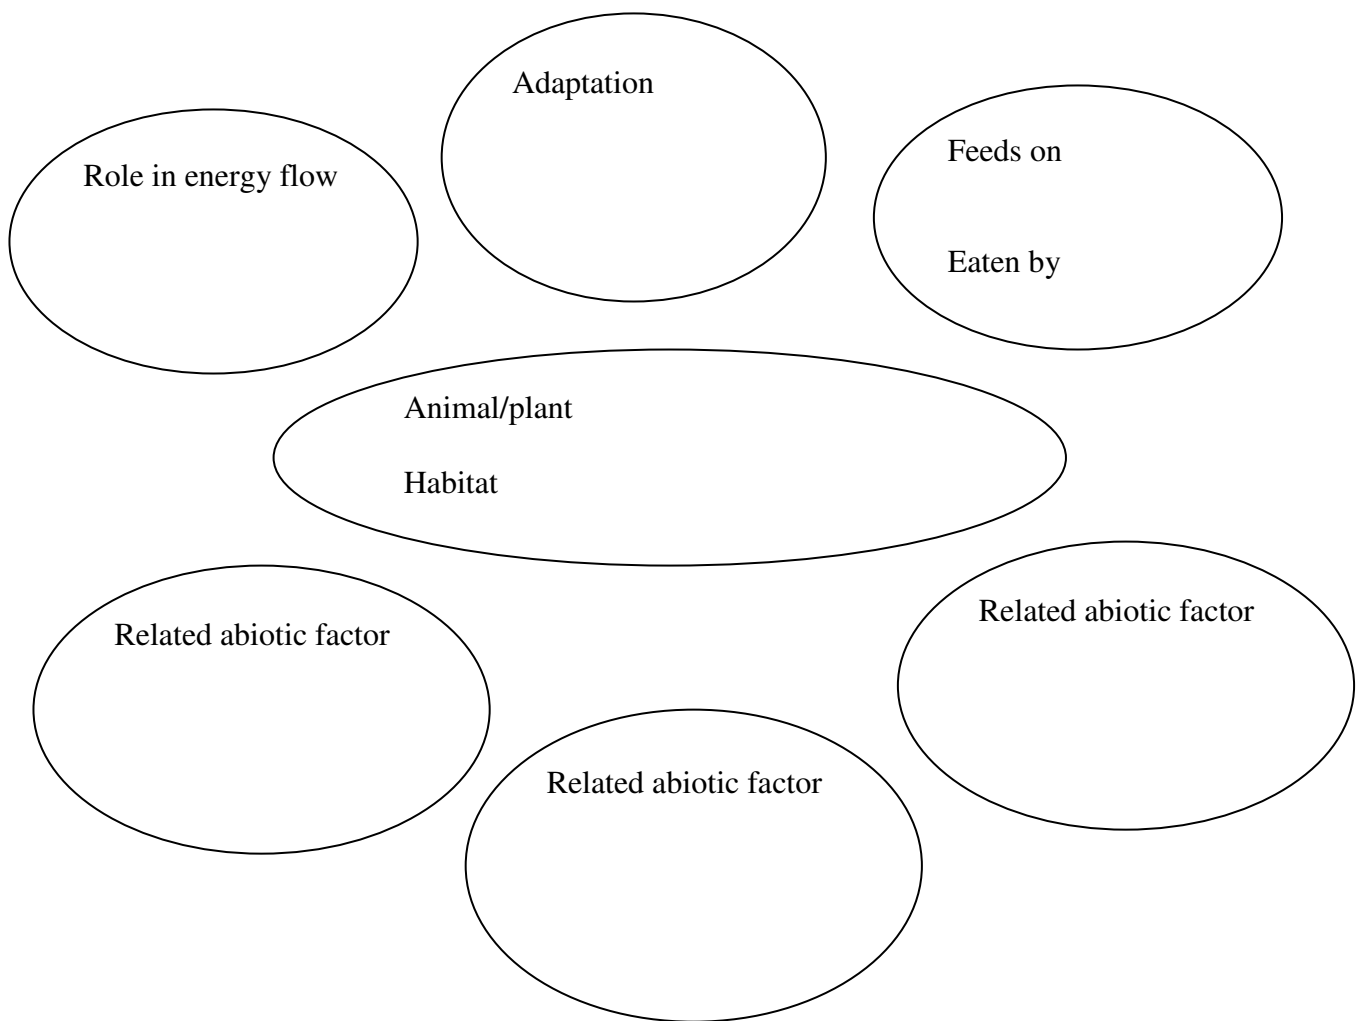 Adaptation
Role in energy flow
Feeds on
Eaten by
Animal/plant
Habitat
Related abiotic factor
Related abiotic factor
Related abiotic factor